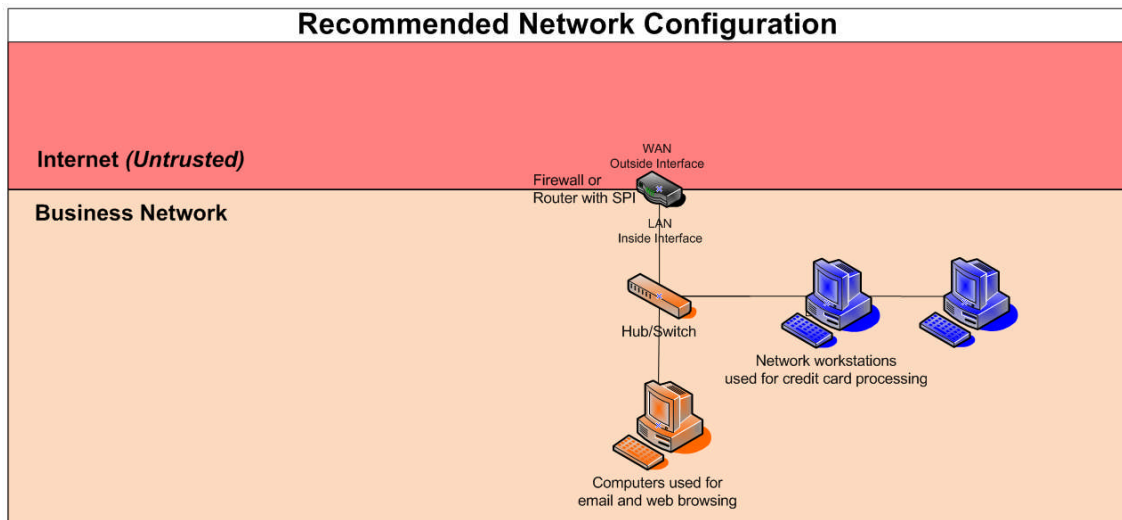 Recommended Network Configuration
Internet (Untrusted)
WAN
Outside Interface
Firewall or
Router with SPI
Business Network
LAN
Inside Interface
Hub/Switch
Network workstations
used for credit card processing
Computers used for
email and web browsing